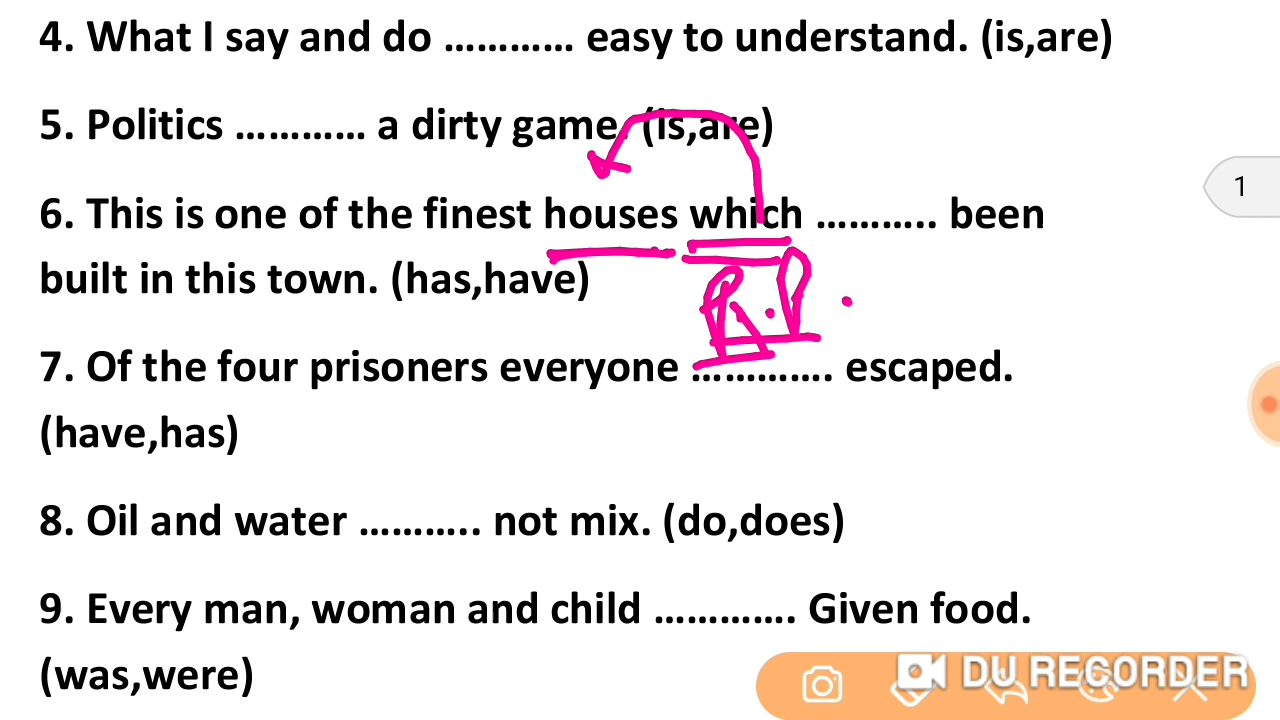 4. What I say and do ............ easy to understand. (is,are)
5. Politics ............ a dirty game. (is,are)
6. This is one of the finest houses which ........... been
built in this town. (has,have)
R.P.
7. Of the four prisoners everyone ............. escaped.
(have,has)
8. Oil and water ........... not mix. (do,does)
9. Every man, woman and child ............. Given food.
(was,were)
1
DU RECORDER